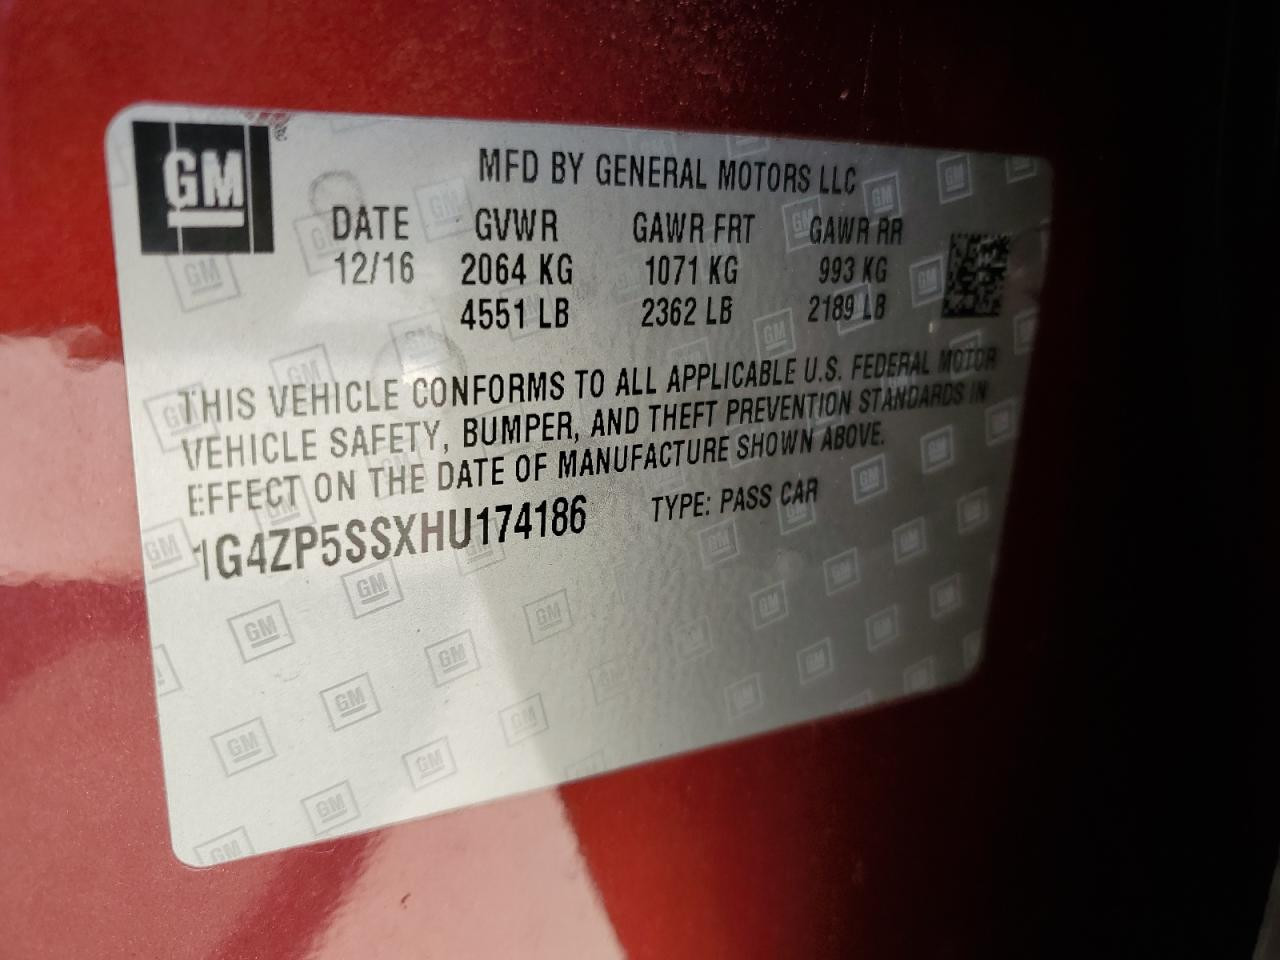 GM
MFD BY GENERAL MOTORS LLC
DATE GVWR GAWR FRT GAWR RR
12/16 2064 KG 1071 KG 993 KG
4551 LB 2362 LB 2189 LB
THIS VEHICLE CONFORMS TO ALL APPLICABLE U.S. FEDERAL MOTOR
VEHICLE SAFETY, BUMPER, AND THEFT PREVENTION STANDARDS IN
EFFECT ON THE DATE OF MANUFACTURE SHOWN ABOVE.
1G4ZP5SSXHU174186 TYPE: PASS CAR